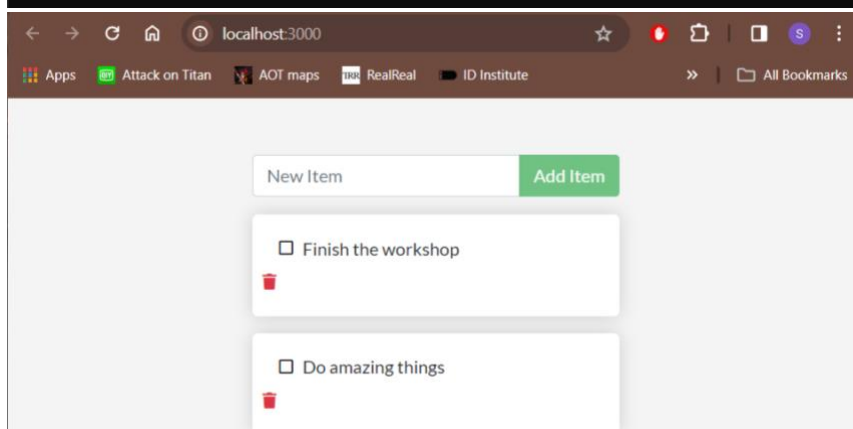 localhost:3000
S
Apps Attack on Titan AOT maps TRR RealReal ID Institute » All Bookmarks
New Item Add Item
Finish the workshop
Do amazing things